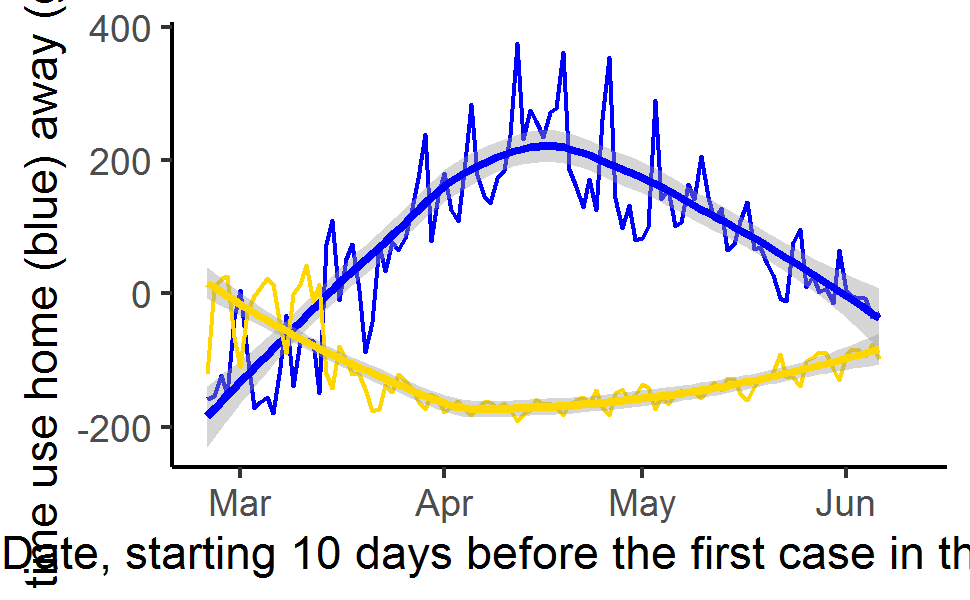 time use home (blue) away (
400
200
0
-200
Mar Apr May Jun
Date, starting 10 days before the first case in th